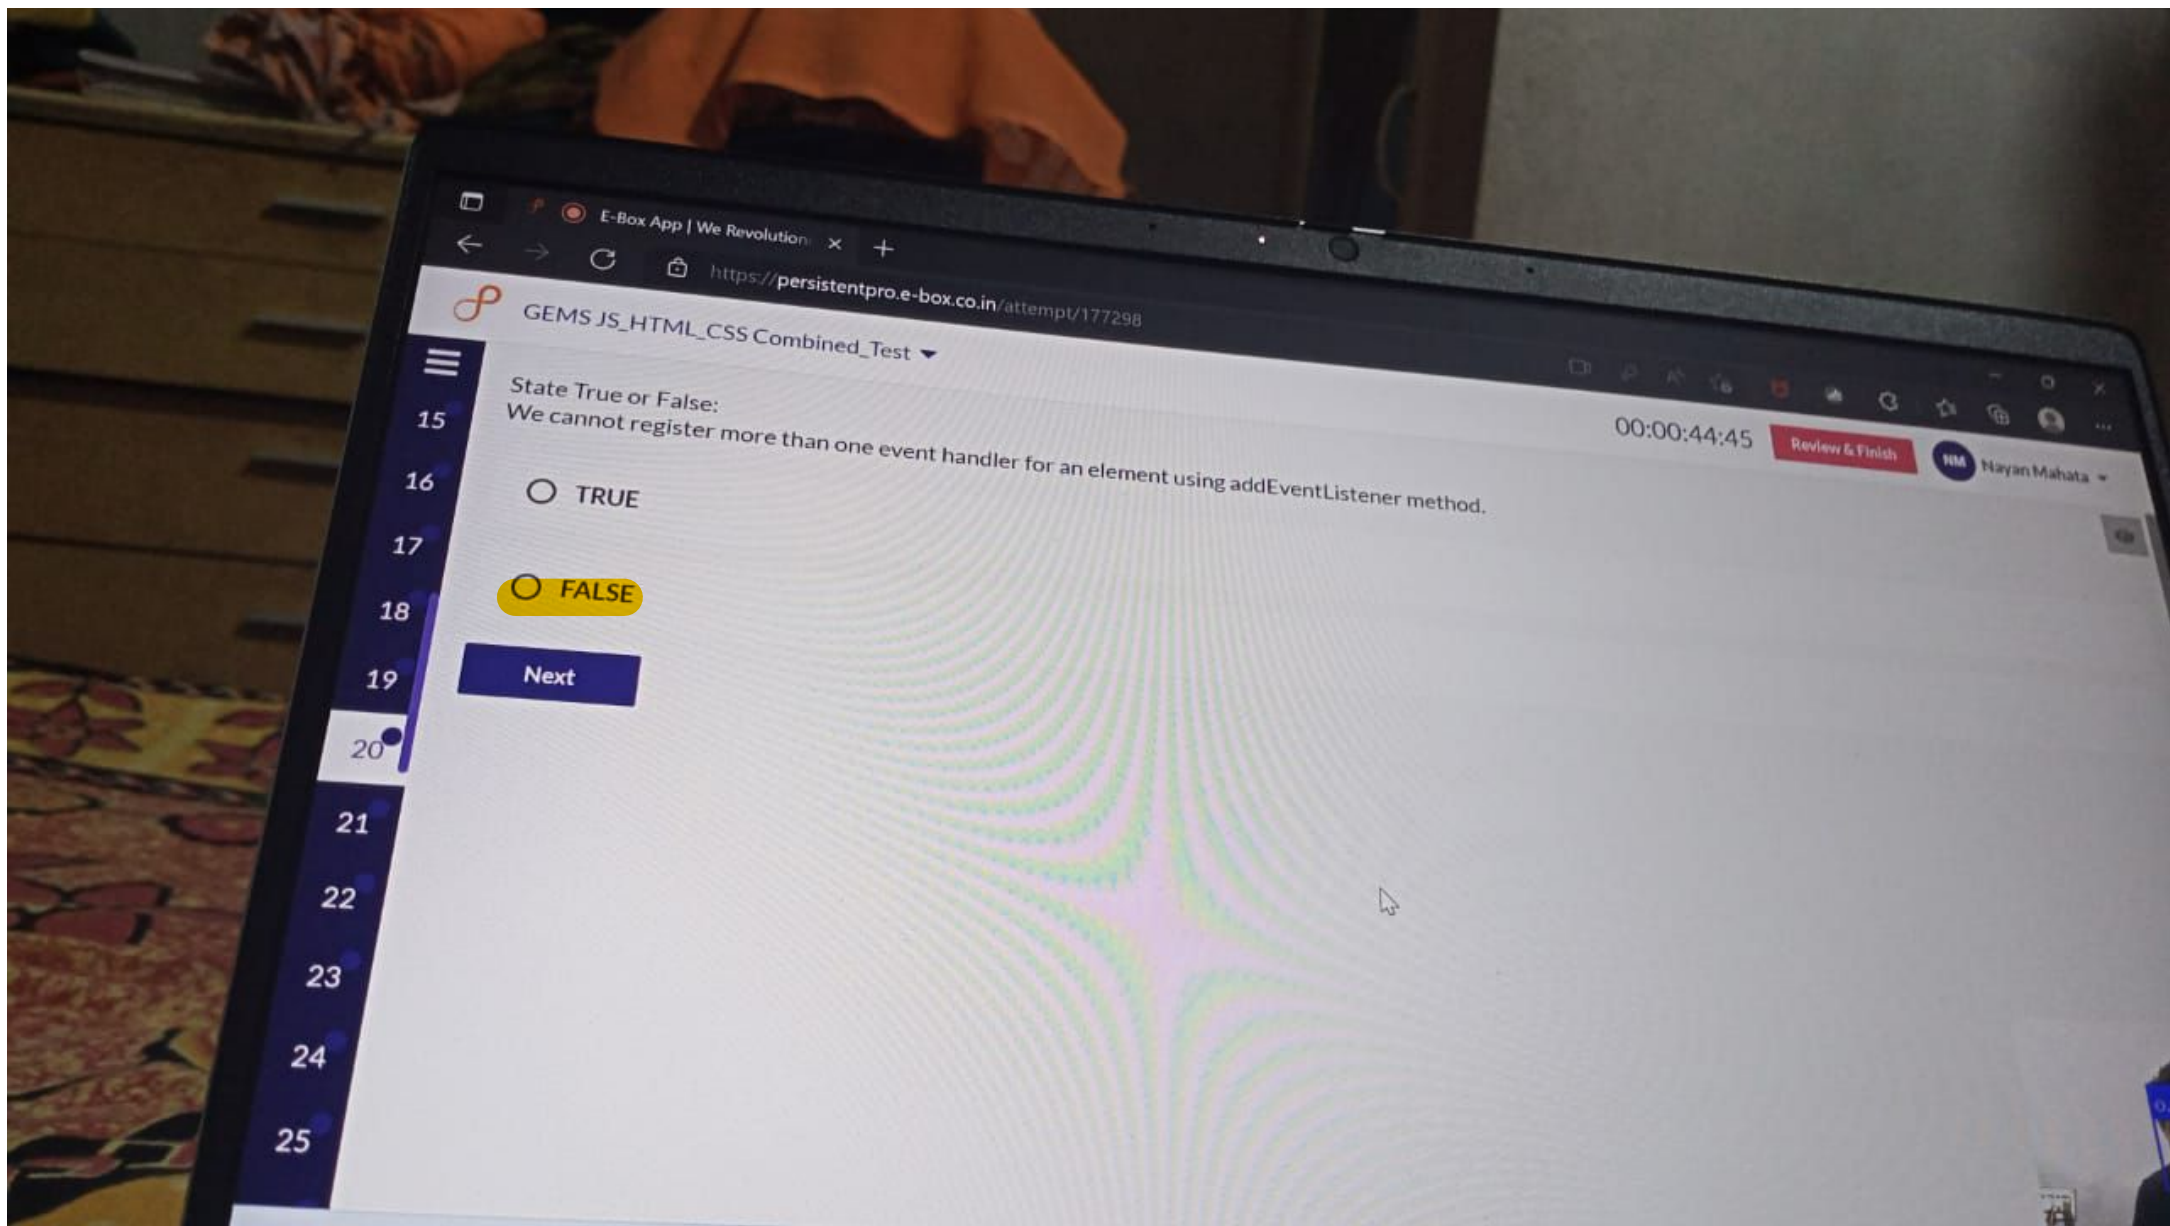 E-Box App | We Revolution
https://persistentpro.e-box.co.in/attempt/177298
GEMS JS_HTML_CSS Combined_Test
00:00:44:45
Review & Finish
NM
Nayan Mahata
State True or False:
We cannot register more than one event handler for an element using addEventListener method.
TRUE
FALSE
Next
15
16
17
18
19
20
21
22
23
24
25